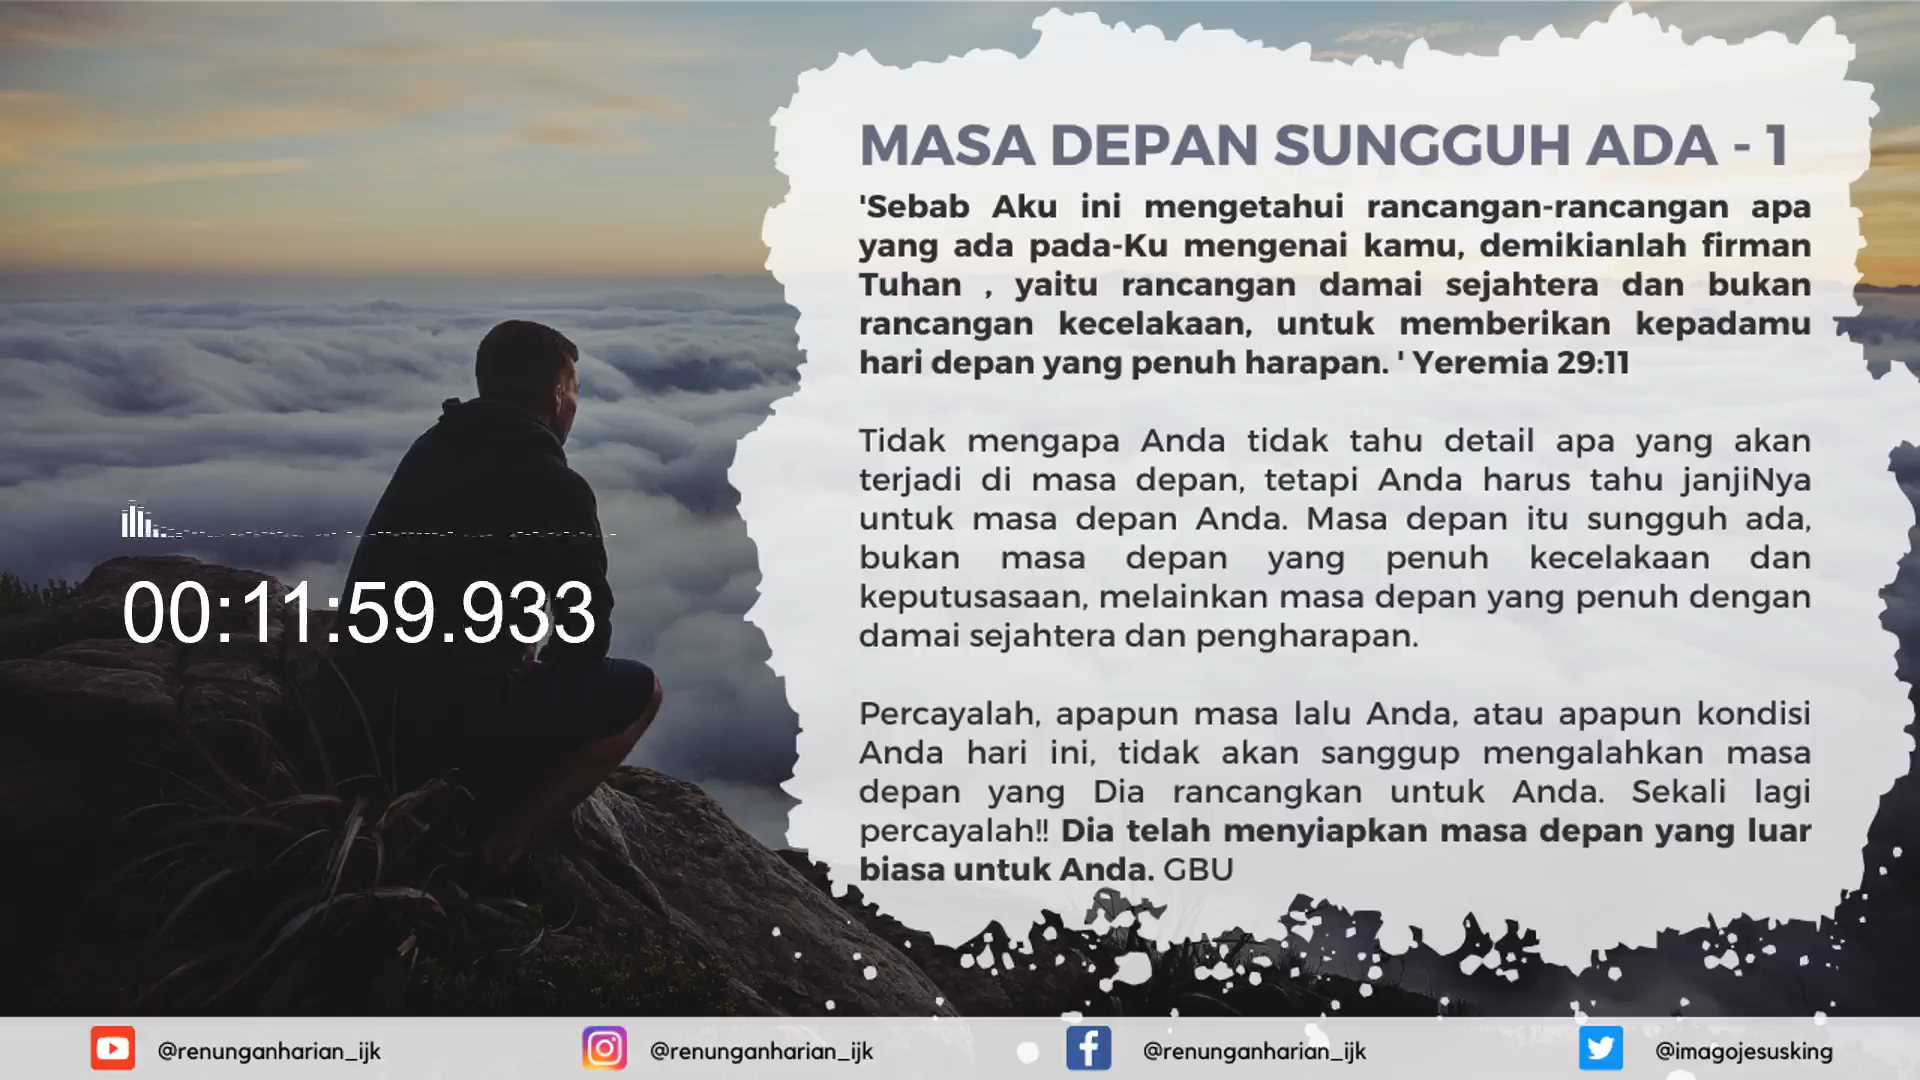 MASA DEPAN SUNGGUH ADA - 1
'Sebab Aku ini mengetahui rancangan-rancangan apa
yang ada pada-Ku mengenai kamu, demikianlah firman
Tuhan , yaitu rancangan damai sejahtera dan bukan
rancangan kecelakaan, untuk memberikan kepadamu
hari depan yang penuh harapan. ' Yeremia 29:11
Tidak mengapa Anda tidak tahu detail apa yang akan
terjadi di masa depan, tetapi Anda harus tahu janjiNya
untuk masa depan Anda. Masa depan itu sungguh ada,
bukan masa depan yang penuh kecelakaan dan
keputusasaan, melainkan masa depan yang penuh dengan
damai sejahtera dan pengharapan.
Percayalah, apapun masa lalu Anda, atau apapun kondisi
Anda hari ini, tidak akan sanggup mengalahkan masa
depan yang Dia rancangkan untuk Anda. Sekali lagi
percayalah!! Dia telah menyiapkan masa depan yang luar
biasa untuk Anda. GBU
00:11:59.933
@renunganharian_ijk
@renunganharian_ijk
@renunganharian_ijk
@imagojesusking